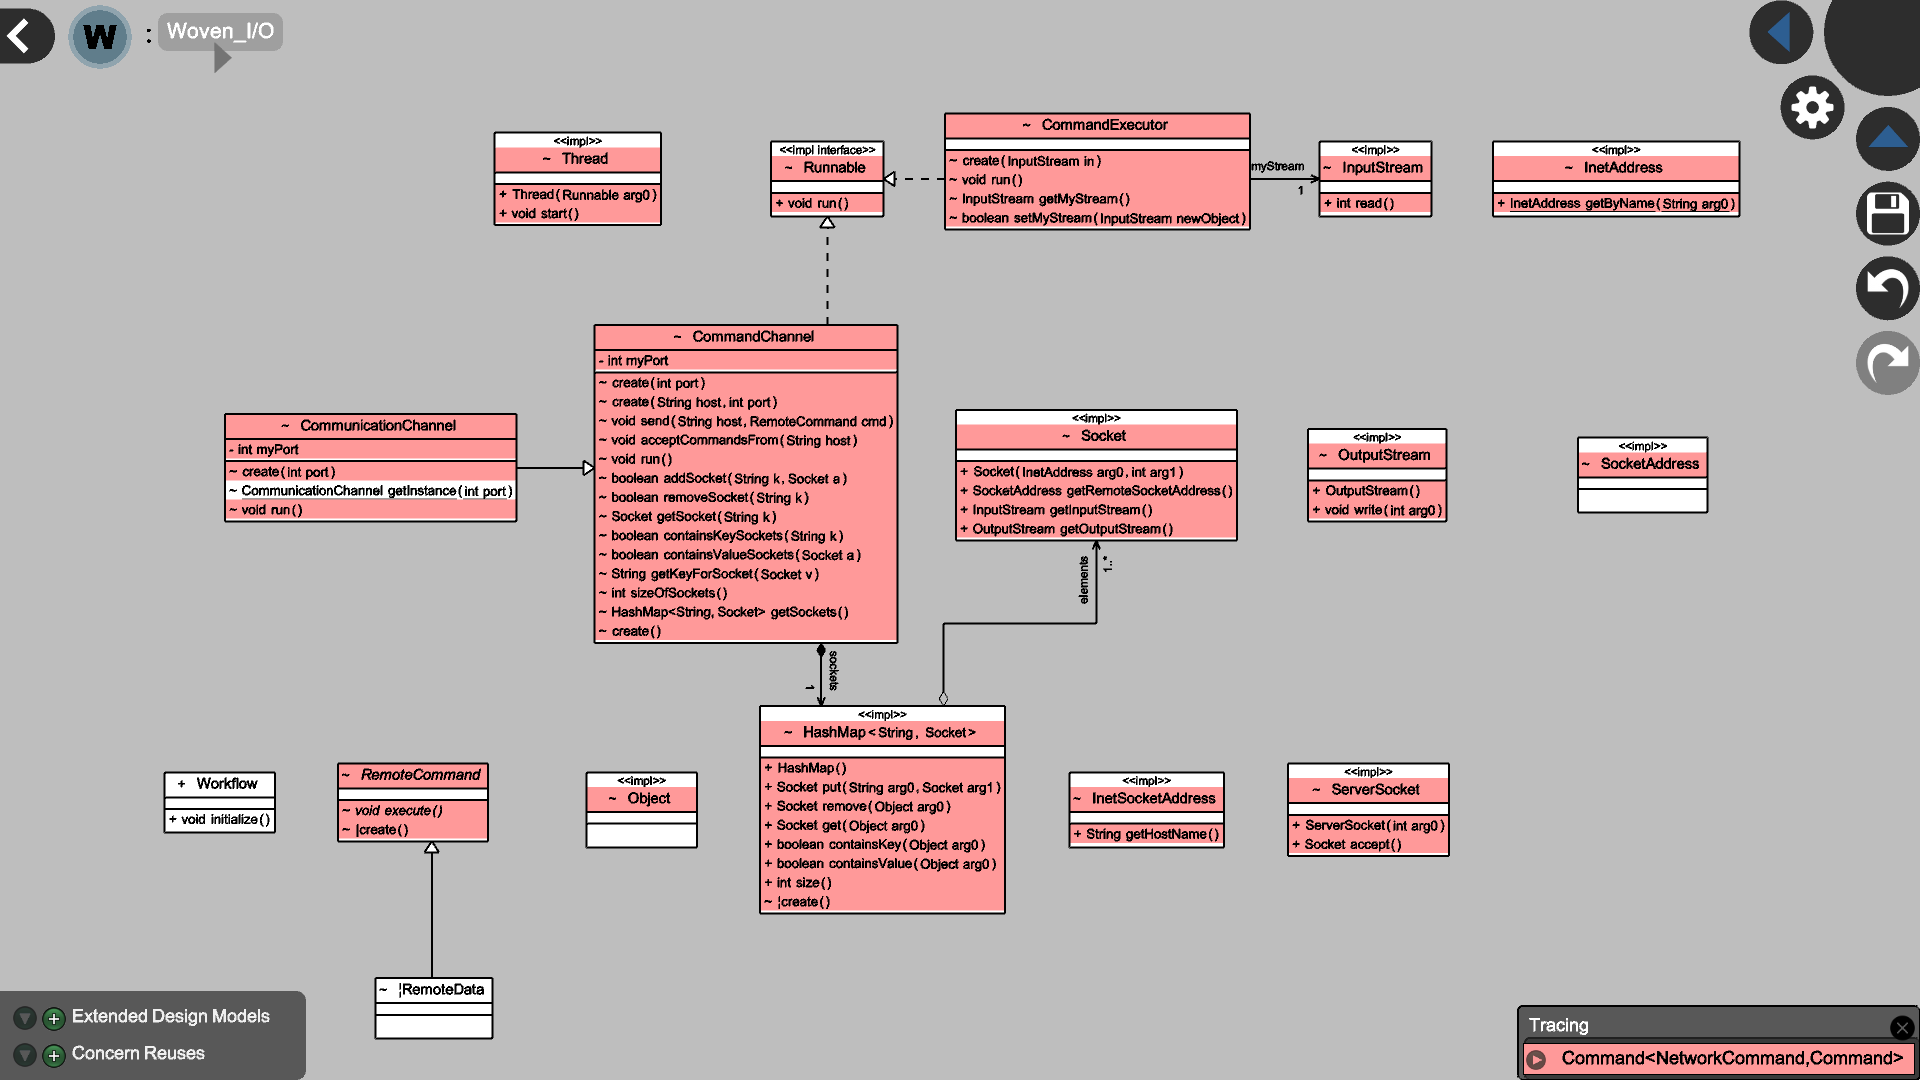 W : Woven_I/O
<<impl>>
~ Thread
+ Thread(Runnable arg0)
+ void start()
<<impl interface>>
~ Runnable
+ void run()
~ CommandExecutor
~ create(InputStream in)
~ void run()
~ InputStream getMyStream()
~ boolean setMyStream(InputStream newObject)
myStream
1
<<impl>>
~ InputStream
+ int read()
<<impl>>
~ InetAddress
+ InetAddress getByName(String arg0)
~ CommandChannel
- int myPort
~ create(int port)
~ create(String host, int port)
~ void send(String host, RemoteCommand cmd)
~ void acceptCommandsFrom(String host)
~ void run()
~ boolean addSocket(String k, Socket a)
~ boolean removeSocket(String k)
~ Socket getSocket(String k)
~ boolean containsKeySockets(String k)
~ boolean containsValueSockets(Socket a)
~ String getKeyForSocket(Socket v)
~ int sizeOfSockets()
~ HashMap<String, Socket> getSockets()
~ create()
~ CommunicationChannel
- int myPort
~ create(int port)
~ CommunicationChannel getInstance(int port)
~ void run()
<<impl>>
~ Socket
+ Socket(InetAddress arg0, int arg1)
+ SocketAddress getRemoteSocketAddress()
+ InputStream getInputStream()
+ OutputStream getOutputStream()
<<impl>>
~ OutputStream
+ OutputStream()
+ void write(int arg0)
<<impl>>
~ SocketAddress
elements
1..*
sockets
1
<<impl>>
~ HashMap<String, Socket>
+ HashMap()
+ Socket put(String arg0, Socket arg1)
+ Socket remove(Object arg0)
+ Socket get(Object arg0)
+ boolean containsKey(Object arg0)
+ boolean containsValue(Object arg0)
+ int size()
~ ¦create()
+ Workflow
+ void initialize()
~ RemoteCommand
~ void execute()
~ |create()
<<impl>>
~ Object
<<impl>>
~ InetSocketAddress
+ String getHostName()
<<impl>>
~ ServerSocket
+ ServerSocket(int arg0)
+ Socket accept()
~ ¦RemoteData
Extended Design Models
Concern Reuses
Tracing
Command<NetworkCommand,Command>